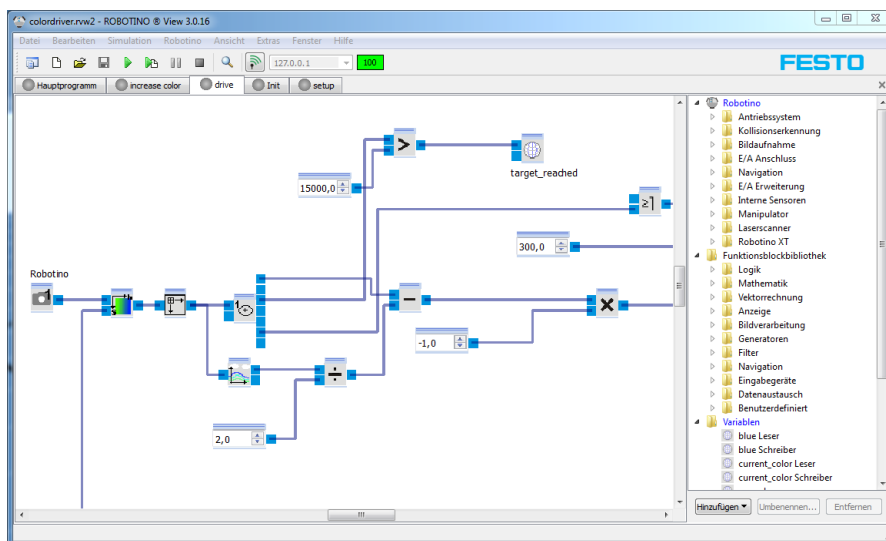 colordriver.rvw2 - ROBOTINO ® View 3.0.16
Datei Bearbeiten Simulation Robotino Ansicht Extras Fenster Hilfe
127.0.0.1 100 FESTO
Hauptprogramm increase color drive Init setup
>
target_reached
15000,0
≥1
300,0
Robotino
1
1
−
×
-1,0
÷
2,0
Robotino
Antriebssystem
Kollisionserkennung
Bildaufnahme
E/A Anschluss
Navigation
E/A Erweiterung
Interne Sensoren
Manipulator
Laserscanner
Robotino XT
Funktionsblockbibliothek
Logik
Mathematik
Vektorrechnung
Anzeige
Bildverarbeitung
Generatoren
Filter
Navigation
Eingabegeräte
Datenaustausch
Benutzerdefiniert
Variablen
blue Leser
blue Schreiber
current_color Leser
current_color Schreiber
Hinzufügen Umbenennen... Entfernen